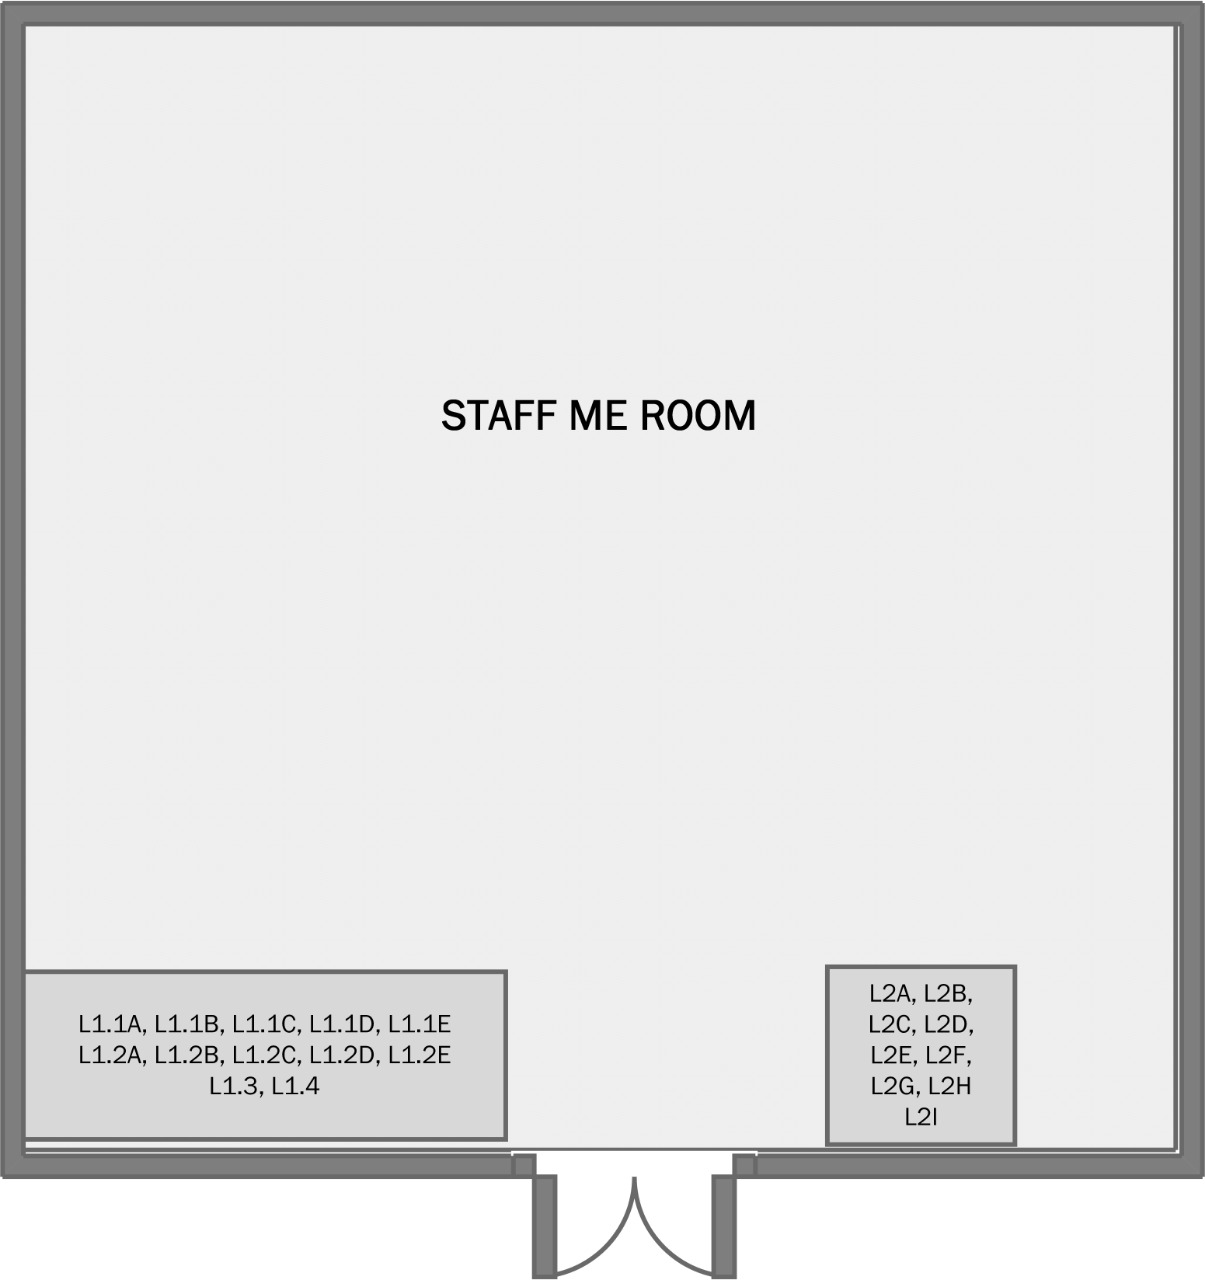 STAFF ME ROOM
L1.1A, L1.1B, L1.1C, L1.1D, L1.1E
L1.2A, L1.2B, L1.2C, L1.2D, L1.2E
L1.3, L1.4
L2A, L2B,
L2C, L2D,
L2E, L2F,
L2G, L2H
L2I